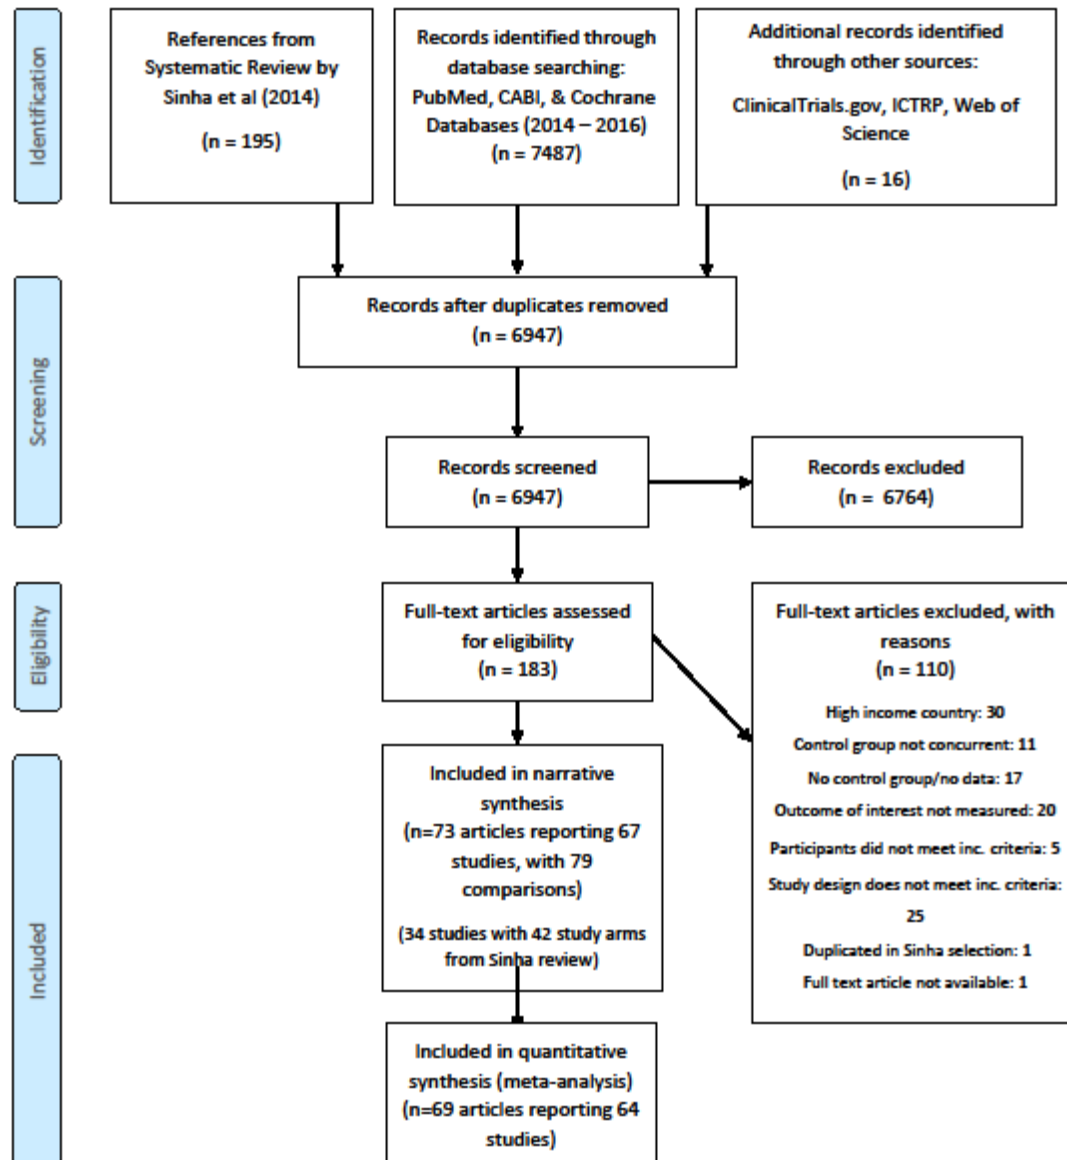 Identification
References from
Systematic Review by
Sinha et al (2014)
(n = 195)
Records identified through
database searching:
PubMed, CABI, & Cochrane
Databases (2014 – 2016)
(n = 7487)
Additional records identified
through other sources:
ClinicalTrials.gov, ICTRP, Web of
Science
(n = 16)
Screening
Records after duplicates removed
(n = 6947)
Records screened
(n = 6947)
Records excluded
(n = 6764)
Eligibility
Full-text articles assessed
for eligibility
(n = 183)
Full-text articles excluded, with
reasons
(n = 110)
High income country: 30
Control group not concurrent: 11
No control group/no data: 17
Outcome of interest not measured: 20
Participants did not meet inc. criteria: 5
Study design does not meet inc. criteria:
25
Duplicated in Sinha selection: 1
Full text article not available: 1
Included
Included in narrative
synthesis
(n=73 articles reporting 67
studies, with 79
comparisons)
(34 studies with 42 study arms
from Sinha review)
Included in quantitative
synthesis (meta-analysis)
(n=69 articles reporting 64
studies)